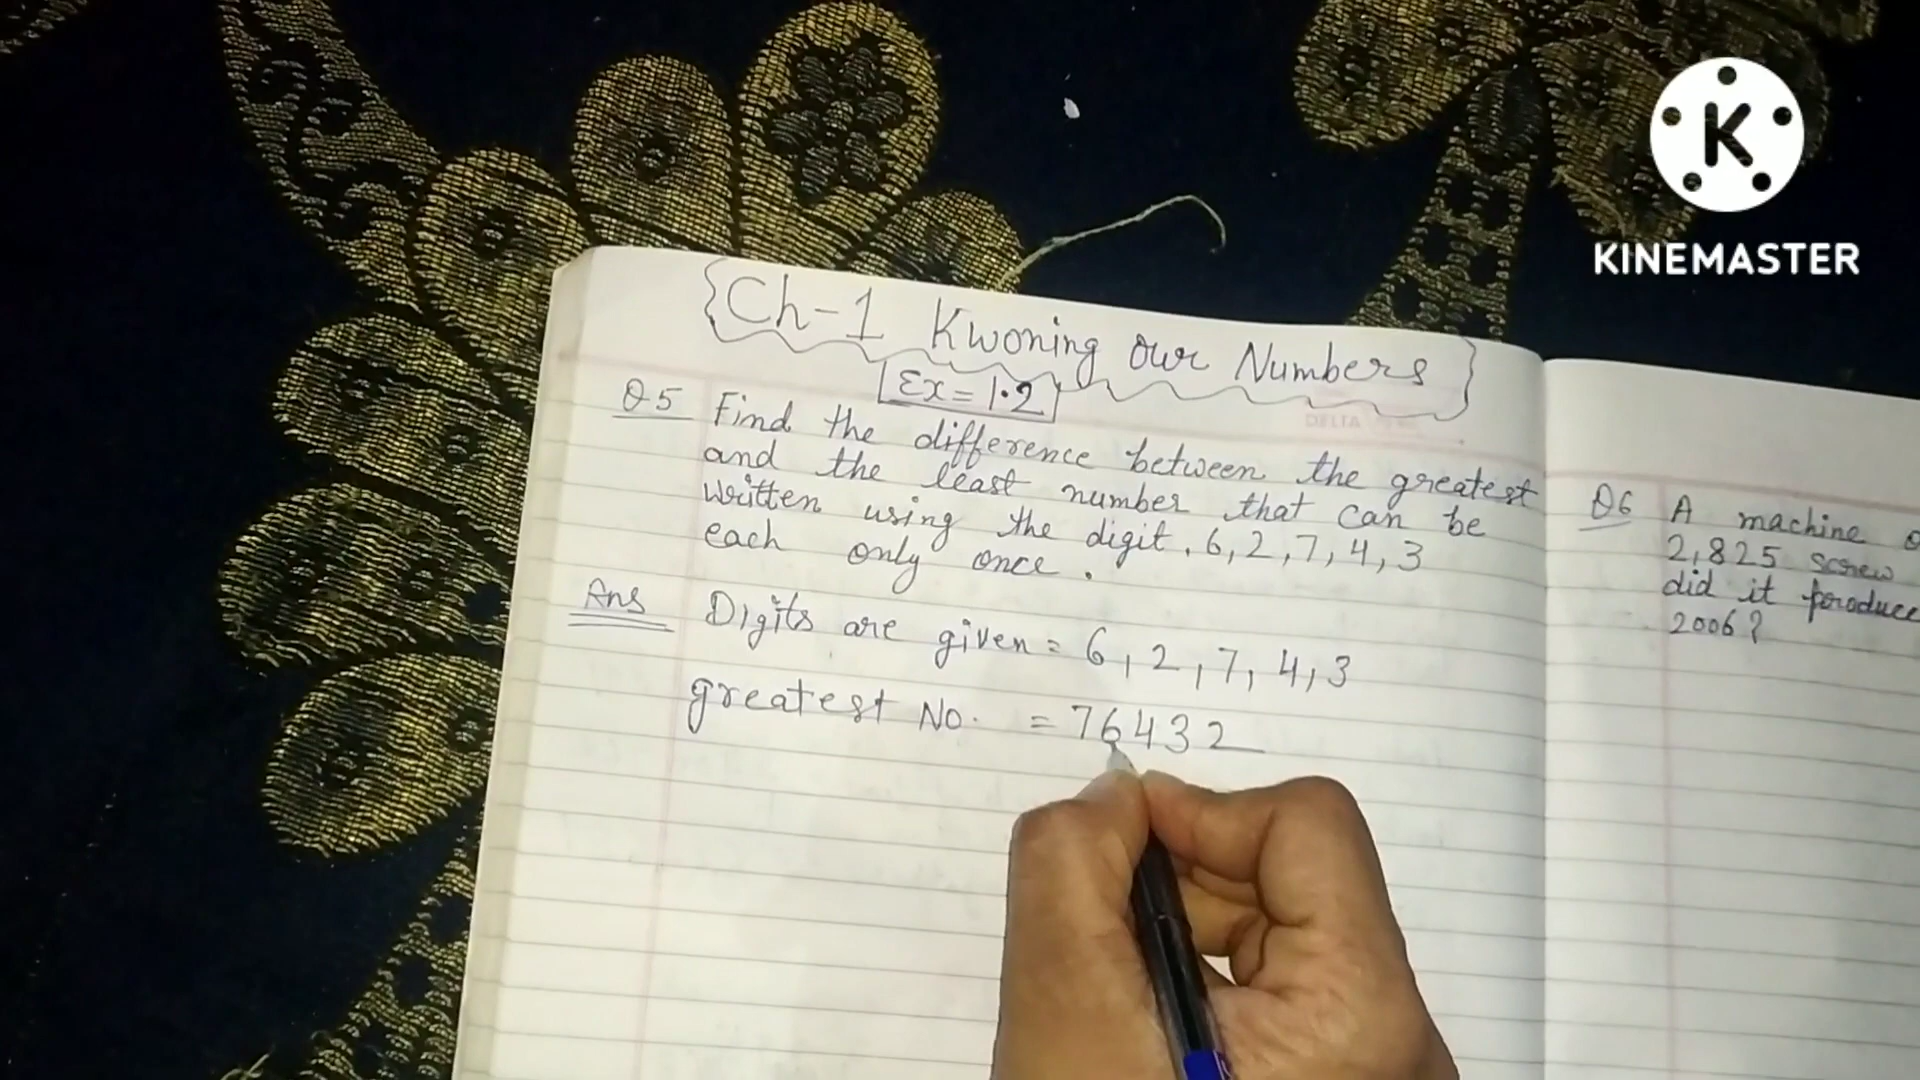 K
KINEMASTER
Ch-1 Kwoning our Numbers
Ex = 1.2
DELTA
Q5 Find the difference between the greatest
and the least number that can be
written using the digit. 6, 2, 7, 4, 3
each only once.
Ans Digits are given = 6, 2, 7, 4, 3
greatest No. = 76432
Q6 A machine
2,825 screw
did it produce
2006?